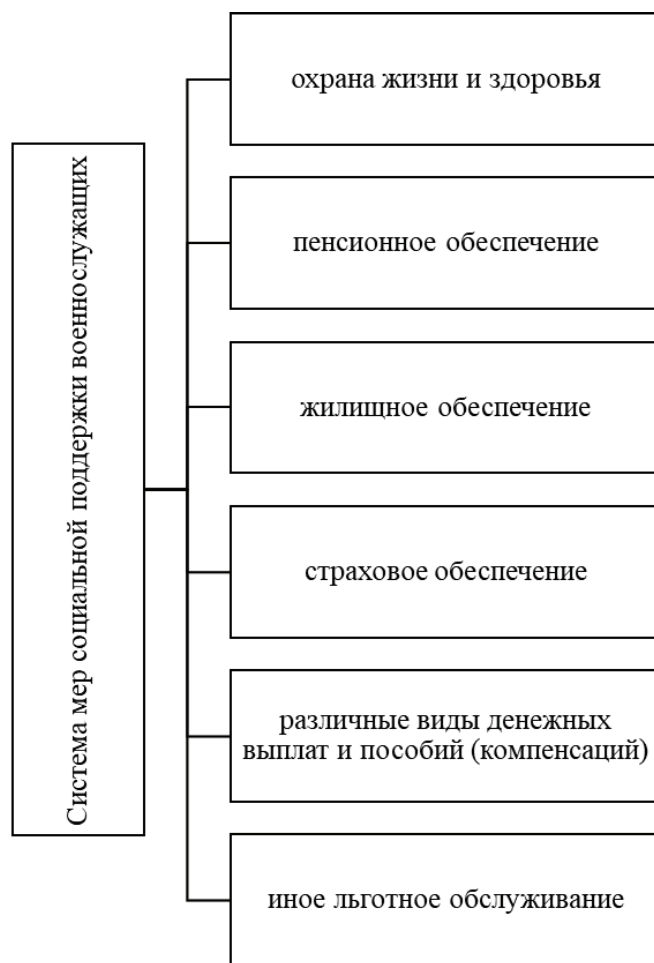 Система мер социальной поддержки военнослужащих
охрана жизни и здоровья
пенсионное обеспечение
жилищное обеспечение
страховое обеспечение
различные виды денежных
выплат и пособий (компенсаций)
иное льготное обслуживание